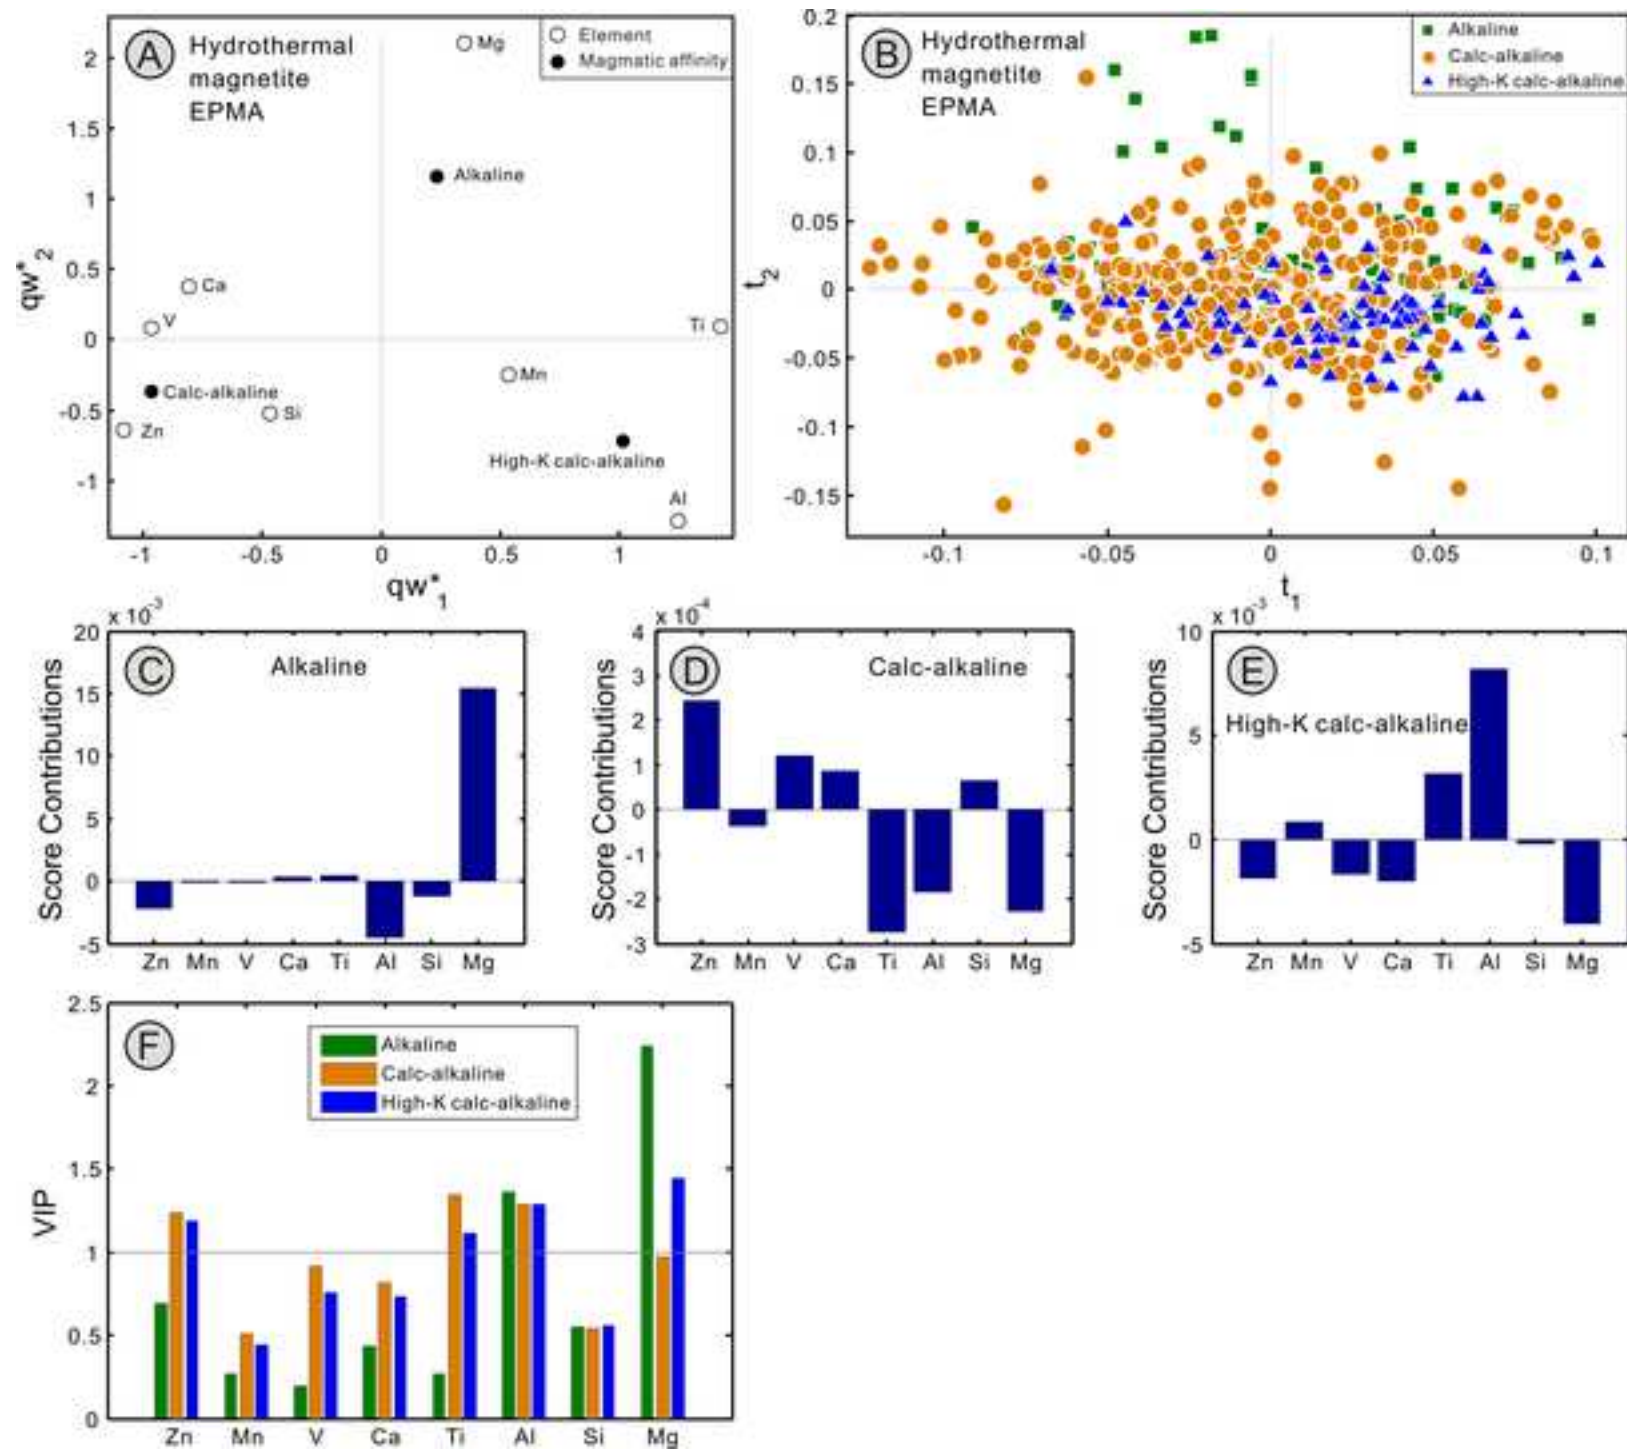 A
Hydrothermal
magnetite
EPMA
Element
Magmatic affinity
Mg
Alkaline
Ca
V
Ti
Mn
Calc-alkaline
Si
Zn
High-K calc-alkaline
Al
2
1.5
1
0.5
0
-0.5
-1
-1 -0.5 0 0.5 1
qw*2
qw*1
B
Hydrothermal
magnetite
EPMA
Alkaline
Calc-alkaline
High-K calc-alkaline
0.2
0.15
0.1
0.05
0
-0.05
-0.1
-0.15
-0.1 -0.05 0 0.05 0.1
t2
t1
x 10-3
C
Alkaline
Score Contributions
20
15
10
5
0
-5
Zn Mn V Ca Ti Al Si Mg
x 10-4
D
Calc-alkaline
Score Contributions
4
3
2
1
0
-1
-2
-3
Zn Mn V Ca Ti Al Si Mg
x 10-3
E
High-K calc-alkaline
Score Contributions
10
5
0
-5
Zn Mn V Ca Ti Al Si Mg
F
Alkaline
Calc-alkaline
High-K calc-alkaline
VIP
2.5
2
1.5
1
0.5
0
Zn Mn V Ca Ti Al Si Mg